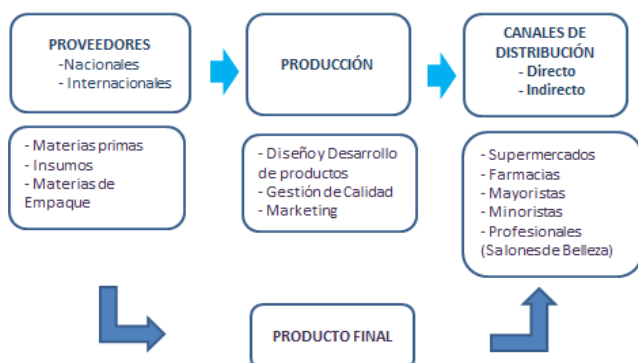 PROVEEDORES
-Nacionales
- Internacionales
PRODUCCIÓN
CANALES DE
DISTRIBUCIÓN
- Directo
- Indirecto
- Materias primas
- Insumos
- Materias de
Empaque
- Diseño y Desarrollo
de productos
- Gestión de Calidad
- Marketing
- Supermercados
- Farmacias
- Mayoristas
- Minoristas
- Profesionales
(Salones de Belleza)
PRODUCTO FINAL